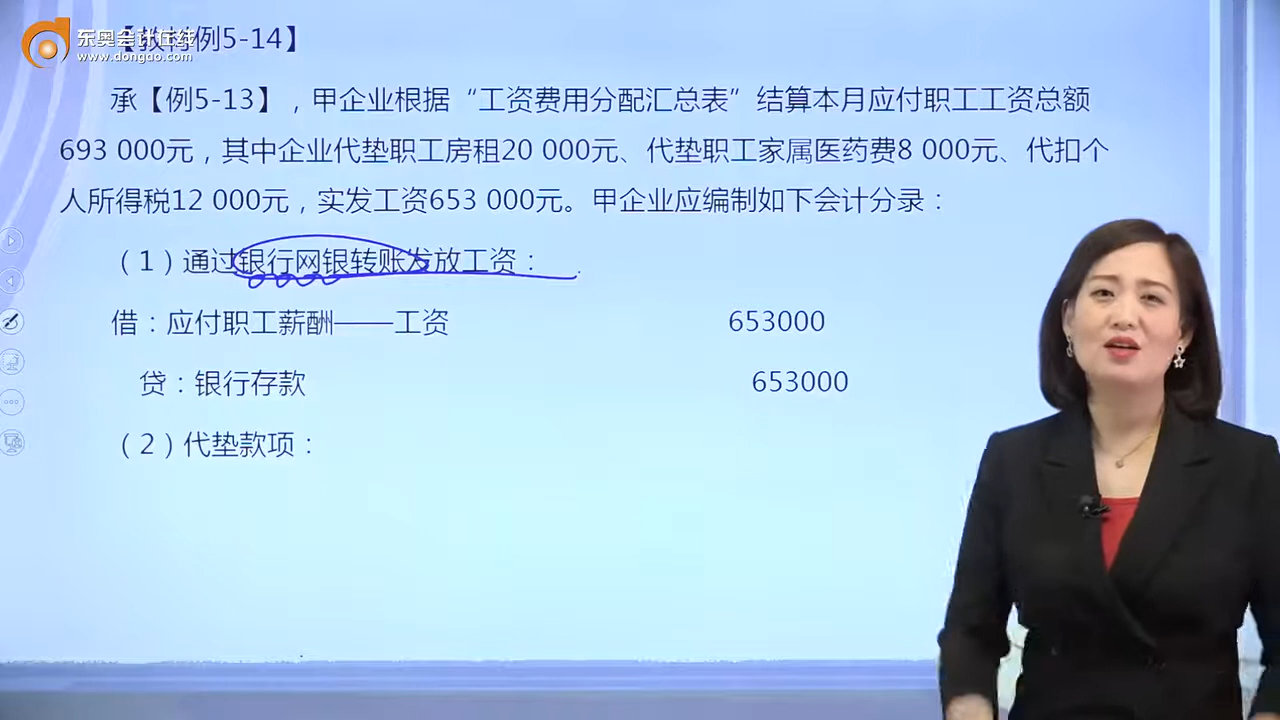 东奥会计在线
www.dongao.com
【教材例5-14】
承【例5-13】，甲企业根据“工资费用分配汇总表”结算本月应付职工工资总额
693 000元，其中企业代垫职工房租20 000元、代垫职工家属医药费8 000元、代扣个
人所得税12 000元，实发工资653 000元。甲企业应编制如下会计分录：
（1）通过银行网银转账发放工资：
借：应付职工薪酬——工资 653000
贷：银行存款 653000
（2）代垫款项：